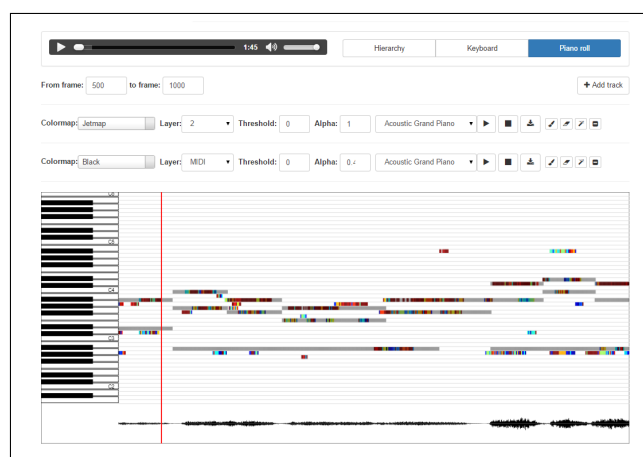 1:45 Hierarchy Keyboard Piano roll
From frame: 500 to frame: 1000 + Add track
Colormap: Jetmap Layer: 2 Threshold: 0 Alpha: 1 Acoustic Grand Piano
Colormap: Black Layer: MIDI Threshold: 0 Alpha: 0.4 Acoustic Grand Piano
C6
C5
C4
C3
C2